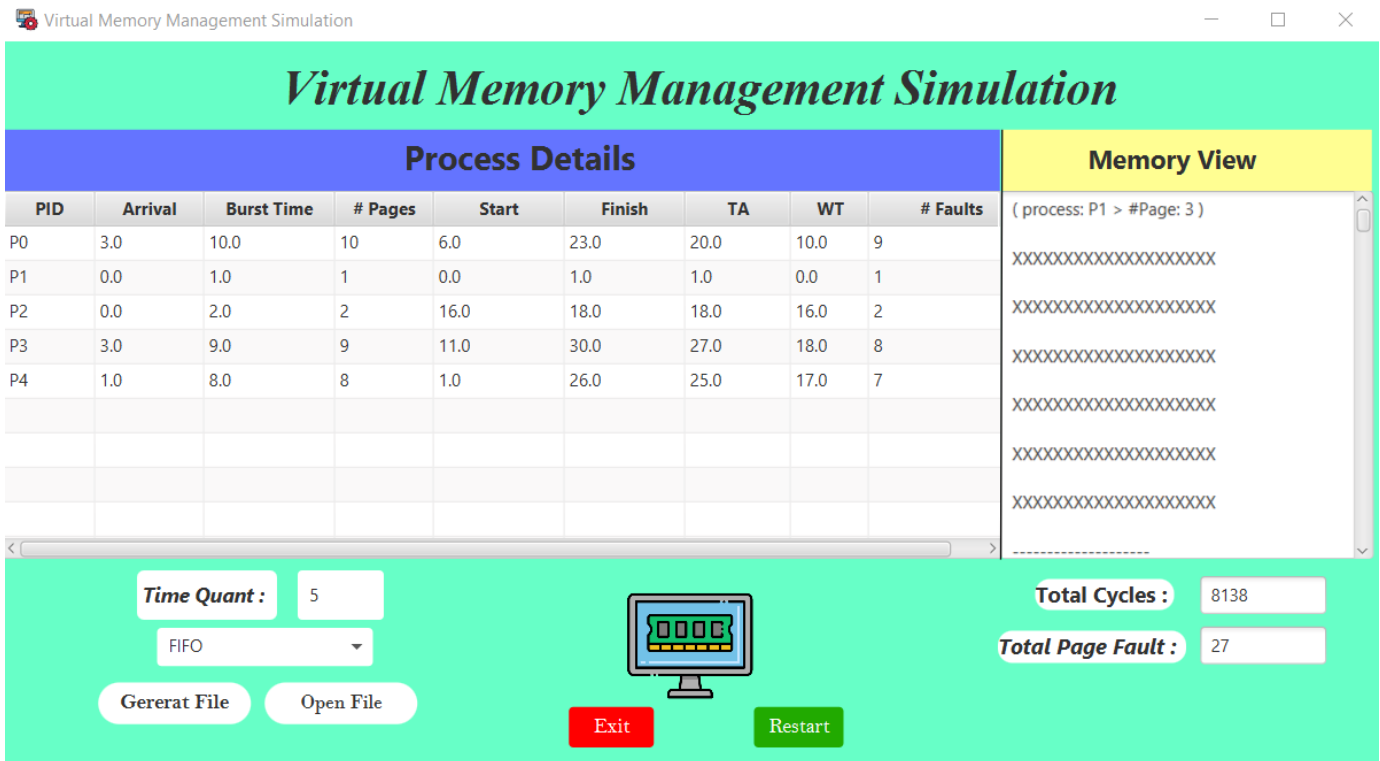 Virtual Memory Management Simulation
Virtual Memory Management Simulation
Process Details
Memory View
PID Arrival Burst Time # Pages Start Finish TA WT # Faults
P0 3.0 10.0 10 6.0 23.0 20.0 10.0 9
P1 0.0 1.0 1 0.0 1.0 1.0 0.0 1
P2 0.0 2.0 2 16.0 18.0 18.0 16.0 2
P3 3.0 9.0 9 11.0 30.0 27.0 18.0 8
P4 1.0 8.0 8 1.0 26.0 25.0 17.0 7
( process: P1 > #Page: 3 )
XXXXXXXXXXXXXXXXXXXX
XXXXXXXXXXXXXXXXXXXX
XXXXXXXXXXXXXXXXXXXX
XXXXXXXXXXXXXXXXXXXX
XXXXXXXXXXXXXXXXXXXX
XXXXXXXXXXXXXXXXXXXX
--------------------
Time Quant : 5
FIFO
Gererat File
Open File
Exit
Restart
Total Cycles : 8138
Total Page Fault : 27